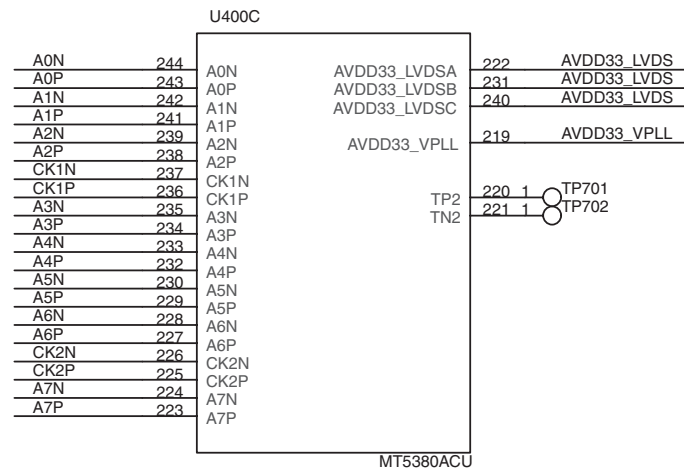 U400C
A0N 244 A0N AVDD33_LVDSA 222 AVDD33_LVDS
A0P 243 A0P AVDD33_LVDSB 231 AVDD33_LVDS
A1N 242 A1N AVDD33_LVDSC 240 AVDD33_LVDS
A1P 241 A1P
A2N 239 A2N AVDD33_VPLL 219 AVDD33_VPLL
A2P 238 A2P
CK1N 237 CK1N
CK1P 236 CK1P TP2 220 1 TP701
A3N 235 A3N TN2 221 1 TP702
A3P 234 A3P
A4N 233 A4N
A4P 232 A4P
A5N 230 A5N
A5P 229 A5P
A6N 228 A6N
A6P 227 A6P
CK2N 226 CK2N
CK2P 225 CK2P
A7N 224 A7N
A7P 223 A7P
MT5380ACU